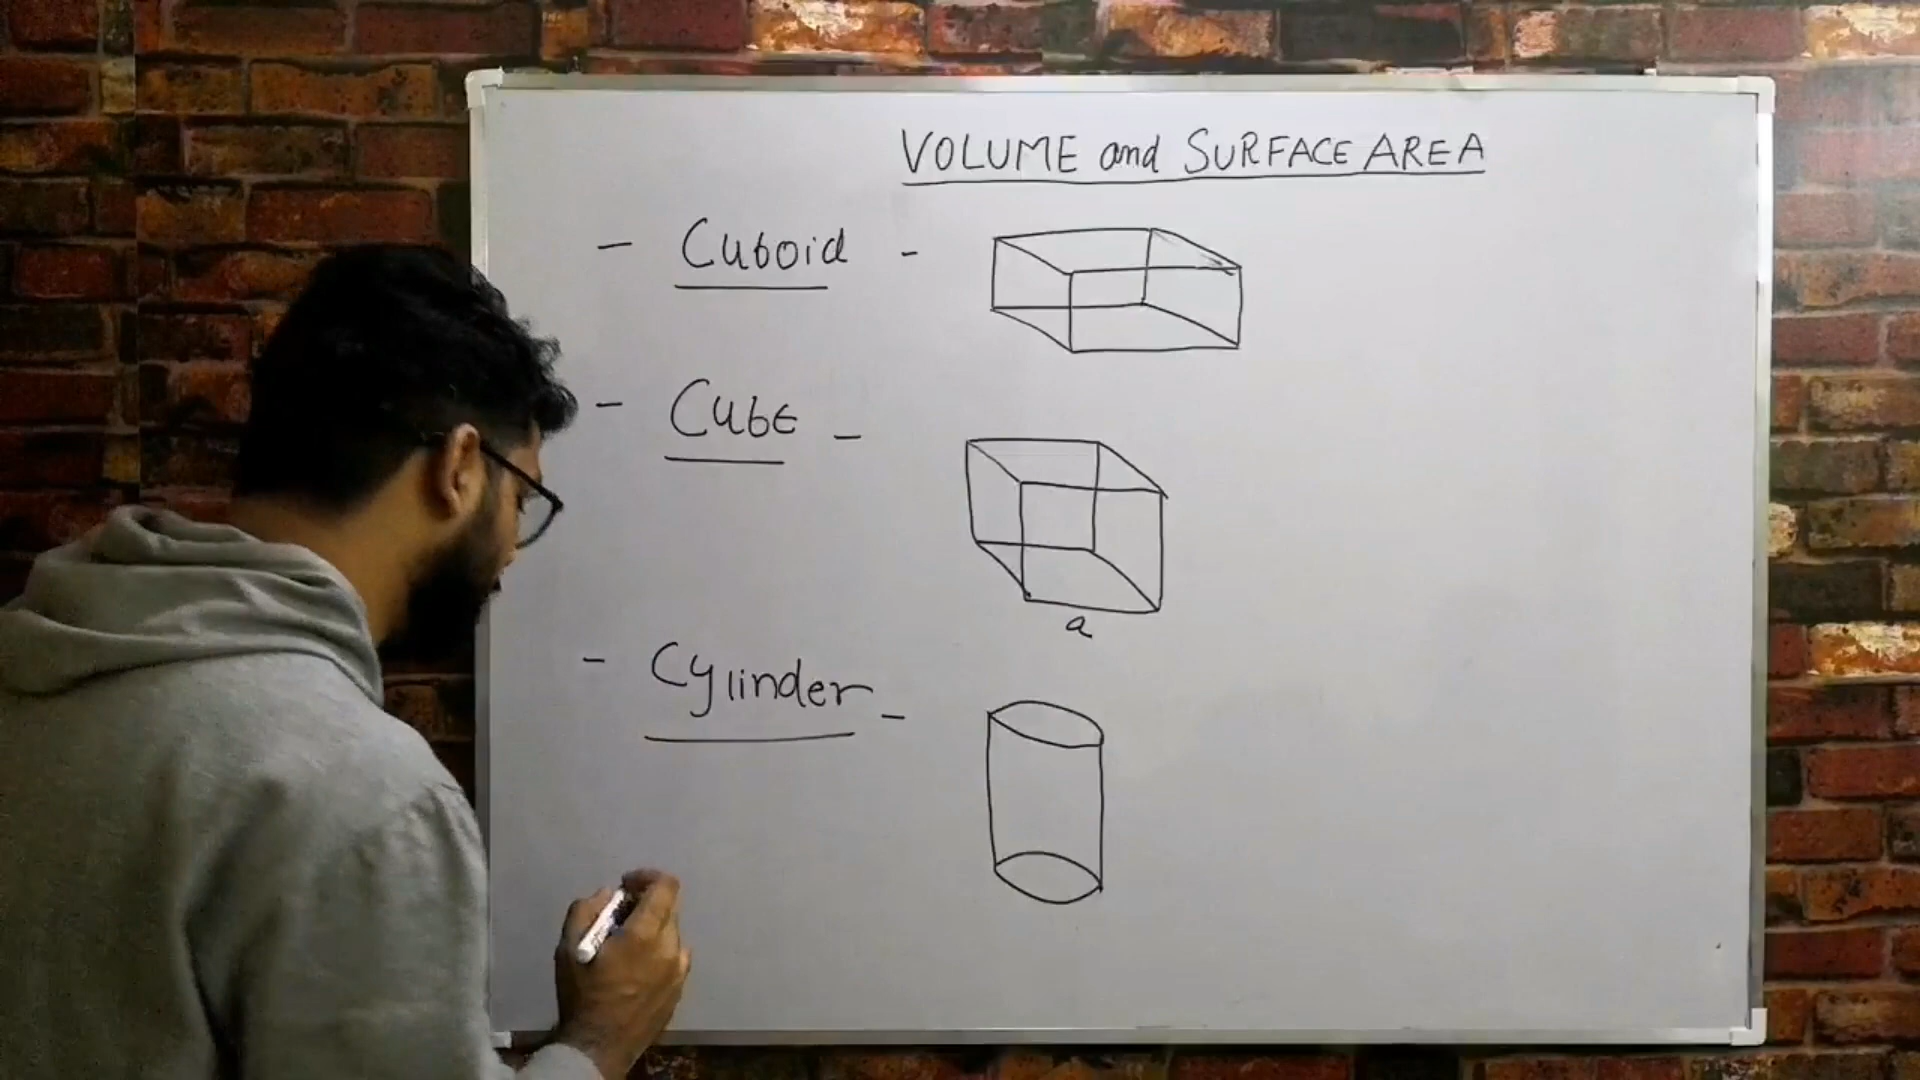 VOLUME and SURFACE AREA
- Cuboid -
- Cube -
a
- Cylinder -